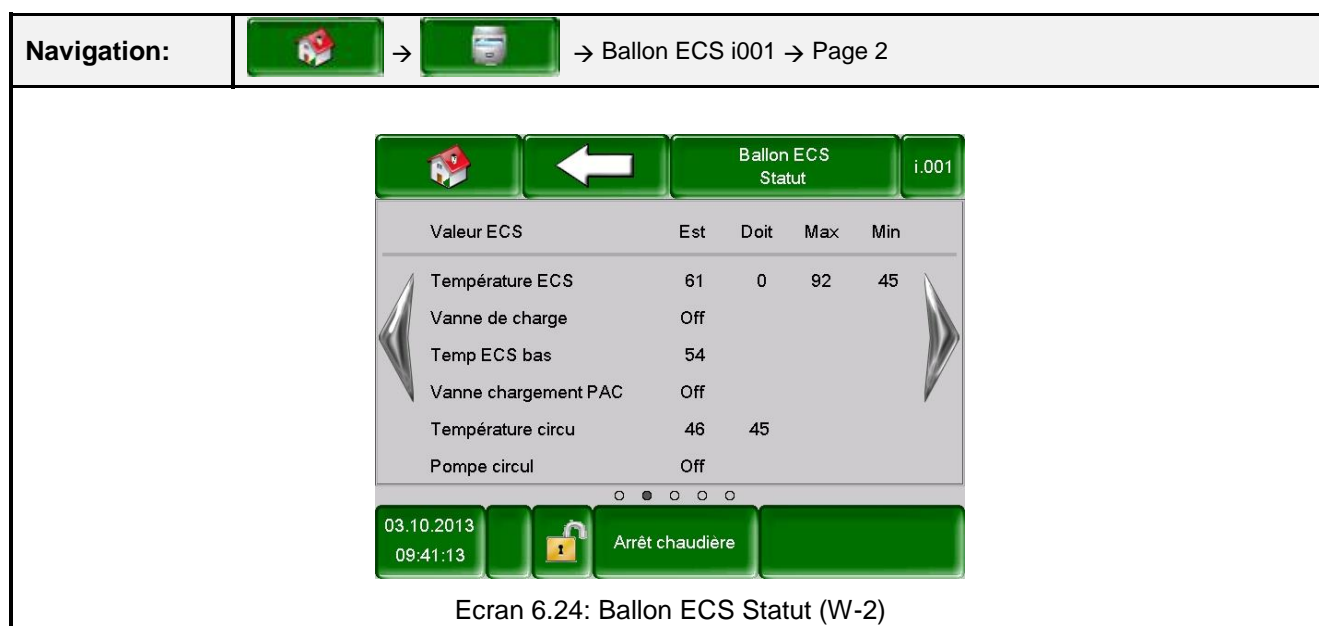 Navigation: → → Ballon ECS i001 → Page 2
Ballon ECS
Statut
i.001
Valeur ECS Est Doit Max Min
Température ECS 61 0 92 45
Vanne de charge Off
Temp ECS bas 54
Vanne chargement PAC Off
Température circu 46 45
Pompe circul Off
03.10.2013
09:41:13
Arrêt chaudière
Ecran 6.24: Ballon ECS Statut (W-2)